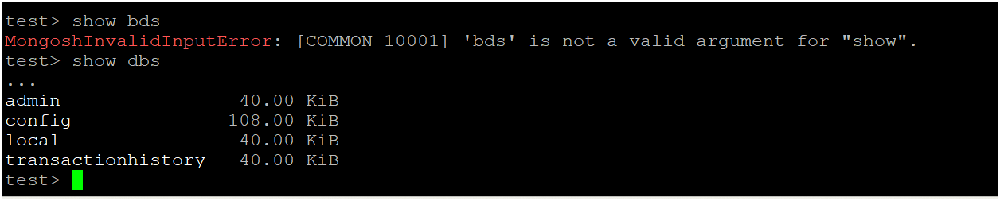 test> show bds
MongoshInvalidInputError: [COMMON-10001] 'bds' is not a valid argument for "show".
test> show dbs
...
admin                40.00 KiB
config              108.00 KiB
local                40.00 KiB
transactionhistory   40.00 KiB
test>